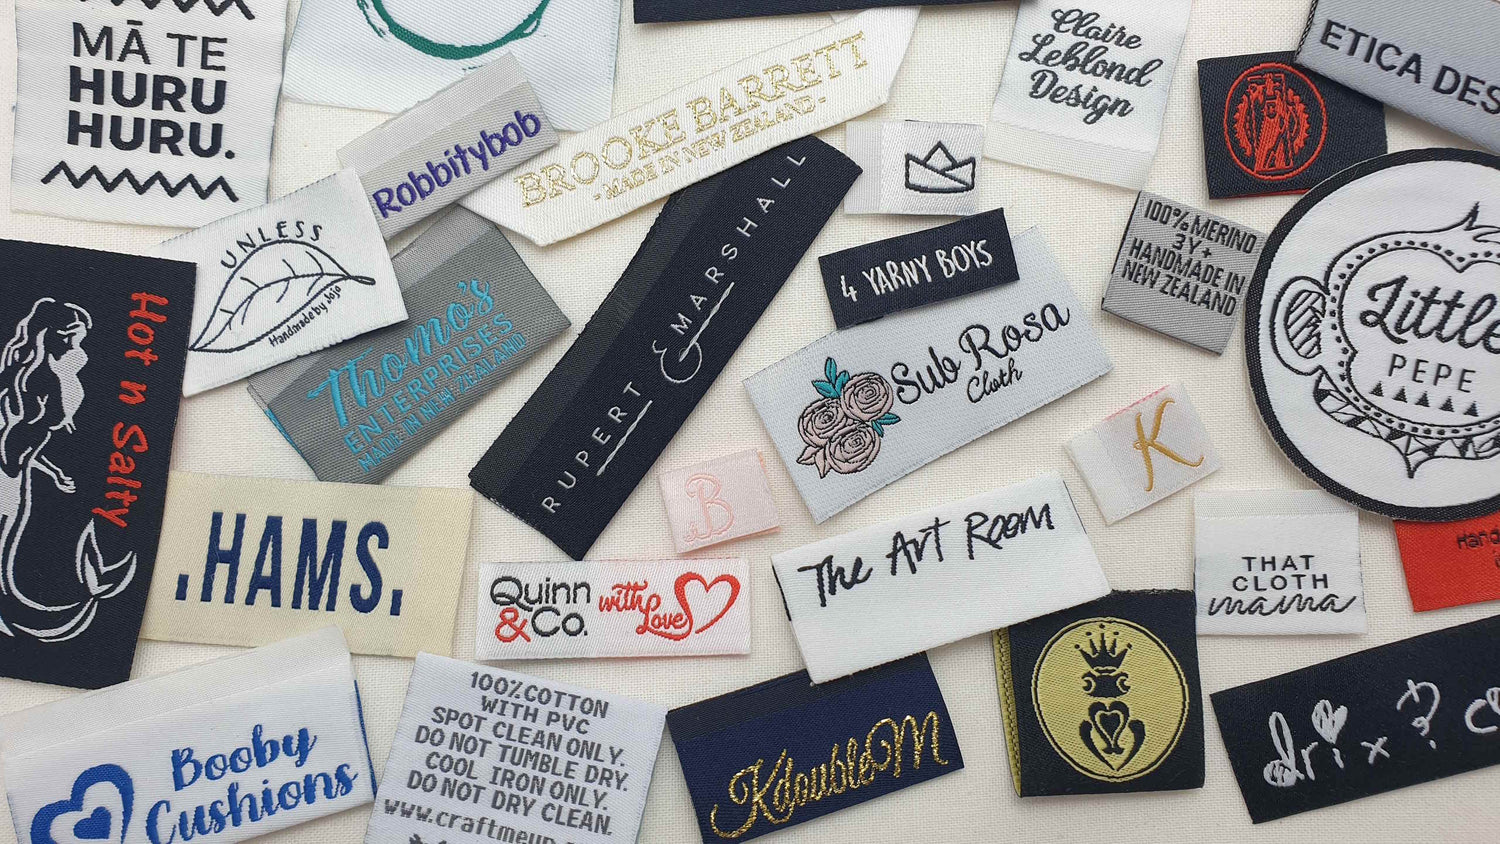 MĀ TE
HURU
HURU.
Robbitybob
BROOKE BARRETT
- MADE IN NEW ZEALAND -
Claire
Leblond
Design
ETICA DES
UNLESS
Handmade by Jojo
Thomo's
ENTERPRISES
MADE IN NEW ZEALAND
RUPERT & MARSHALL
4 YARNY BOYS
100% MERINO
3Y+
HANDMADE IN
NEW ZEALAND
Little
PEPE
Hot n Salty
Sub Rosa
Cloth
B
K
.HAMS.
Quinn
&Co.
with
Love
The Art Room
THAT
CLOTH
mama
Booby
Cushions
100% COTTON
WITH PVC
SPOT CLEAN ONLY.
DO NOT TUMBLE DRY.
COOL IRON ONLY.
DO NOT DRY CLEAN.
www.craftmeup
KdoubleM
drix